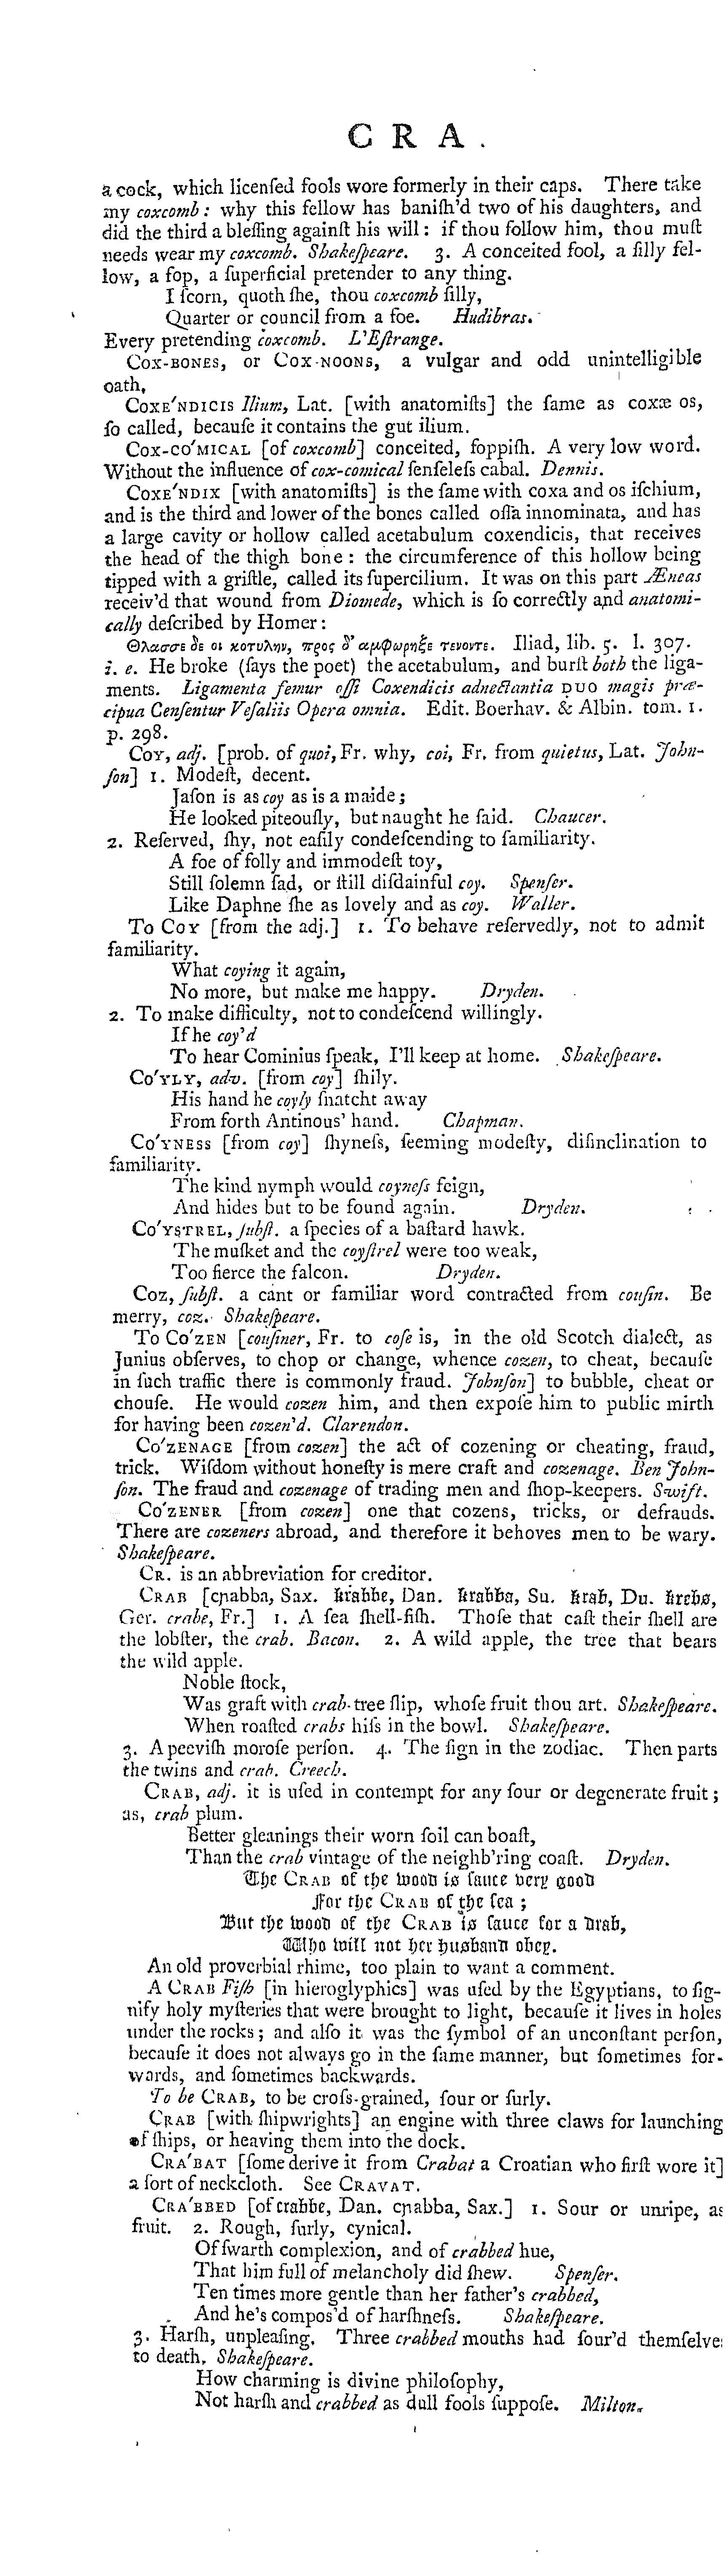 C R A.
a cock, which licenſed fools wore formerly in their caps. There take
my coxcomb: why this fellow has baniſh'd two of his daughters, and
did the third a bleſſing againſt his will: if thou follow him, thou muſt
needs wear my coxcomb. Shakeſpeare. 3. A conceited fool, a ſilly fel-
low, a fop, a ſuperficial pretender to any thing.
I ſcorn, quoth ſhe, thou coxcomb ſilly,
Quarter or council from a foe. Hudibras.
Every pretending coxcomb. L'Eſtrange.
COX-BONES, or COX-NOONS, a vulgar and odd unintelligible
oath,
COXE'NDICIS Ilium, Lat. [with anatomiſts] the ſame as coxæ os,
ſo called, becauſe it contains the gut ilium.
COX-CO'MICAL [of coxcomb] conceited, foppiſh. A very low word.
Without the influence of cox-comical ſenſeleſs cabal. Dennis.
COXE'NDIX [with anatomiſts] is the ſame with coxa and os iſchium,
and is the third and lower of the bones called oſſa innominata, and has
a large cavity or hollow called acetabulum coxendicis, that receives
the head of the thigh bone: the circumference of this hollow being
tipped with a griſtle, called its ſupercilium. It was on this part Æneas
receiv'd that wound from Diomede, which is ſo correctly and anatomi-
cally deſcribed by Homer:
Θλασσε δε οι κοτυλην, προς δ' αμφωρηξε τενοντε. Iliad, lib. 5. l. 307.
i. e. He broke (ſays the poet) the acetabulum, and burſt both the liga-
ments. Ligamenta femur oſſi Coxendicis adnectantia DUO magis præ-
cipua Cenſentur Veſaliis Opera omnia. Edit. Boerhav. & Albin. tom. 1.
p. 298.
COY, adj. [prob. of quoi, Fr. why, coi, Fr. from quietus, Lat. John-
ſon] 1. Modeſt, decent.
Jaſon is as coy as is a maide;
He looked piteouſly, but naught he ſaid. Chaucer.
2. Reſerved, ſhy, not eaſily condeſcending to familiarity.
A foe of folly and immodeſt toy,
Still ſolemn ſad, or ſtill diſdainful coy. Spenſer.
Like Daphne ſhe as lovely and as coy. Waller.
To COY [from the adj.] 1. To behave reſervedly, not to admit
familiarity.
What coying it again,
No more, but make me happy. Dryden.
2. To make difficulty, not to condeſcend willingly.
If he coy'd
To hear Cominius ſpeak, I'll keep at home. Shakeſpeare.
CO'YLY, adv. [from coy] ſhily.
His hand he coyly ſnatcht away
From forth Antinous' hand. Chapman.
CO'YNESS [from coy] ſhyneſs, ſeeming modeſty, diſinclination to
familiarity.
The kind nymph would coyneſs feign,
And hides but to be found again. Dryden.
CO'YSTREL, ſubſt. a ſpecies of a baſtard hawk.
The muſket and the coyſtrel were too weak,
Too fierce the falcon. Dryden.
COZ, ſubſt. a cant or familiar word contracted from couſin. Be
merry, coz. Shakeſpeare.
To CO'ZEN [couſiner, Fr. to coſe is, in the old Scotch dialect, as
Junius obſerves, to chop or change, whence cozen, to cheat, becauſe
in ſuch traffic there is commonly fraud. Johnſon] to bubble, cheat or
chouſe. He would cozen him, and then expoſe him to public mirth
for having been cozen'd. Clarendon.
CO'ZENAGE [from cozen] the act of cozening or cheating, fraud,
trick. Wiſdom without honeſty is mere craft and cozenage. Ben John-
ſon. The fraud and cozenage of trading men and ſhop-keepers. Swift.
CO'ZENER [from cozen] one that cozens, tricks, or defrauds.
There are cozeners abroad, and therefore it behoves men to be wary.
Shakeſpeare.
CR. is an abbreviation for creditor.
CRAB [cꞃabba, Sax. krabbe, Dan. krabba, Su. krab, Du. krebs,
Ger. crabe, Fr.] 1. A ſea ſhell-fiſh. Thoſe that caſt their ſhell are
the lobſter, the crab. Bacon. 2. A wild apple, the tree that bears
the wild apple.
Noble ſtock,
Was graft with crab-tree ſlip, whoſe fruit thou art. Shakeſpeare.
When roaſted crabs hiſs in the bowl. Shakeſpeare.
3. A peeviſh moroſe perſon. 4. The ſign in the zodiac. Then parts
the twins and crab. Creech.
CRAB, adj. it is uſed in contempt for any ſour or degenerate fruit;
as, crab plum.
Better gleanings their worn ſoil can boaſt,
Than the crab vintage of the neighb'ring coaſt. Dryden.
The CRAB of the wood is ſauce very good
For the CRAB of the ſea;
But the wood of the CRAB is ſauce for a drab,
Who will not her husband obey.
An old proverbial rhime, too plain to want a comment.
A CRAB Fiſh [in hieroglyphics] was uſed by the Egyptians, to ſig-
nify holy myſteries that were brought to light, becauſe it lives in holes
under the rocks; and alſo it was the ſymbol of an unconſtant perſon,
becauſe it does not always go in the ſame manner, but ſometimes for-
wards, and ſometimes backwards.
To be CRAB, to be croſs-grained, ſour or ſurly.
CRAB [with ſhipwrights] an engine with three claws for launching
of ſhips, or heaving them into the dock.
CRA'BAT [ſome derive it from Crabat a Croatian who firſt wore it]
a ſort of neckcloth. See CRAVAT.
CRA'BBED [of crabbe, Dan. cꞃabba, Sax.] 1. Sour or unripe, as
fruit. 2. Rough, ſurly, cynical.
Of ſwarth complexion, and of crabbed hue,
That him full of melancholy did ſhew. Spenſer.
Ten times more gentle than her father's crabbed,
And he's compos'd of harſhneſs. Shakeſpeare.
3. Harſh, unpleaſing. Three crabbed mouths had ſour'd themſelve
to death. Shakeſpeare.
How charming is divine philoſophy,
Not harſh and crabbed as dull fools ſuppoſe. Milton.